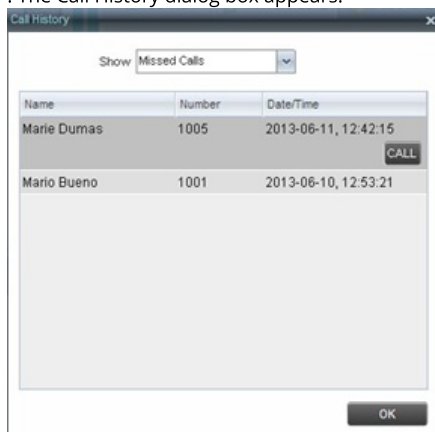 . The Call History dialog box appears.
Call History
Show Missed Calls
Name Number Date/Time
Marie Dumas 1005 2013-06-11, 12:42:15
CALL
Mario Bueno 1001 2013-06-10, 12:53:21
OK